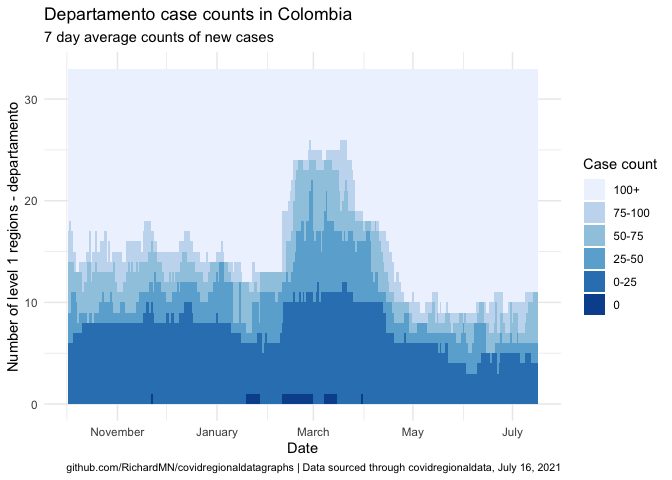 Departamento case counts in Colombia
7 day average counts of new cases
Number of level 1 regions - departamento
30
20
10
0
November
January
March
May
July
Date
Case count
100+
75-100
50-75
25-50
0-25
0
github.com/RichardMN/covidregionaldatagraphs | Data sourced through covidregionaldata, July 16, 2021